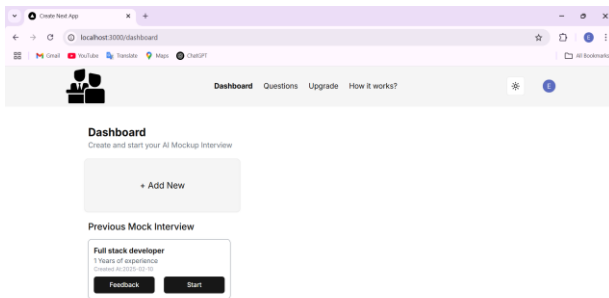 Create Next App
localhost:3000/dashboard
Gmail YouTube Translate Maps ChatGPT All Bookmarks
Dashboard Questions Upgrade How it works? E
Dashboard
Create and start your AI Mockup Interview
+ Add New
Previous Mock Interview
Full stack developer
1 Years of experience
Created At:2025-02-10
Feedback Start